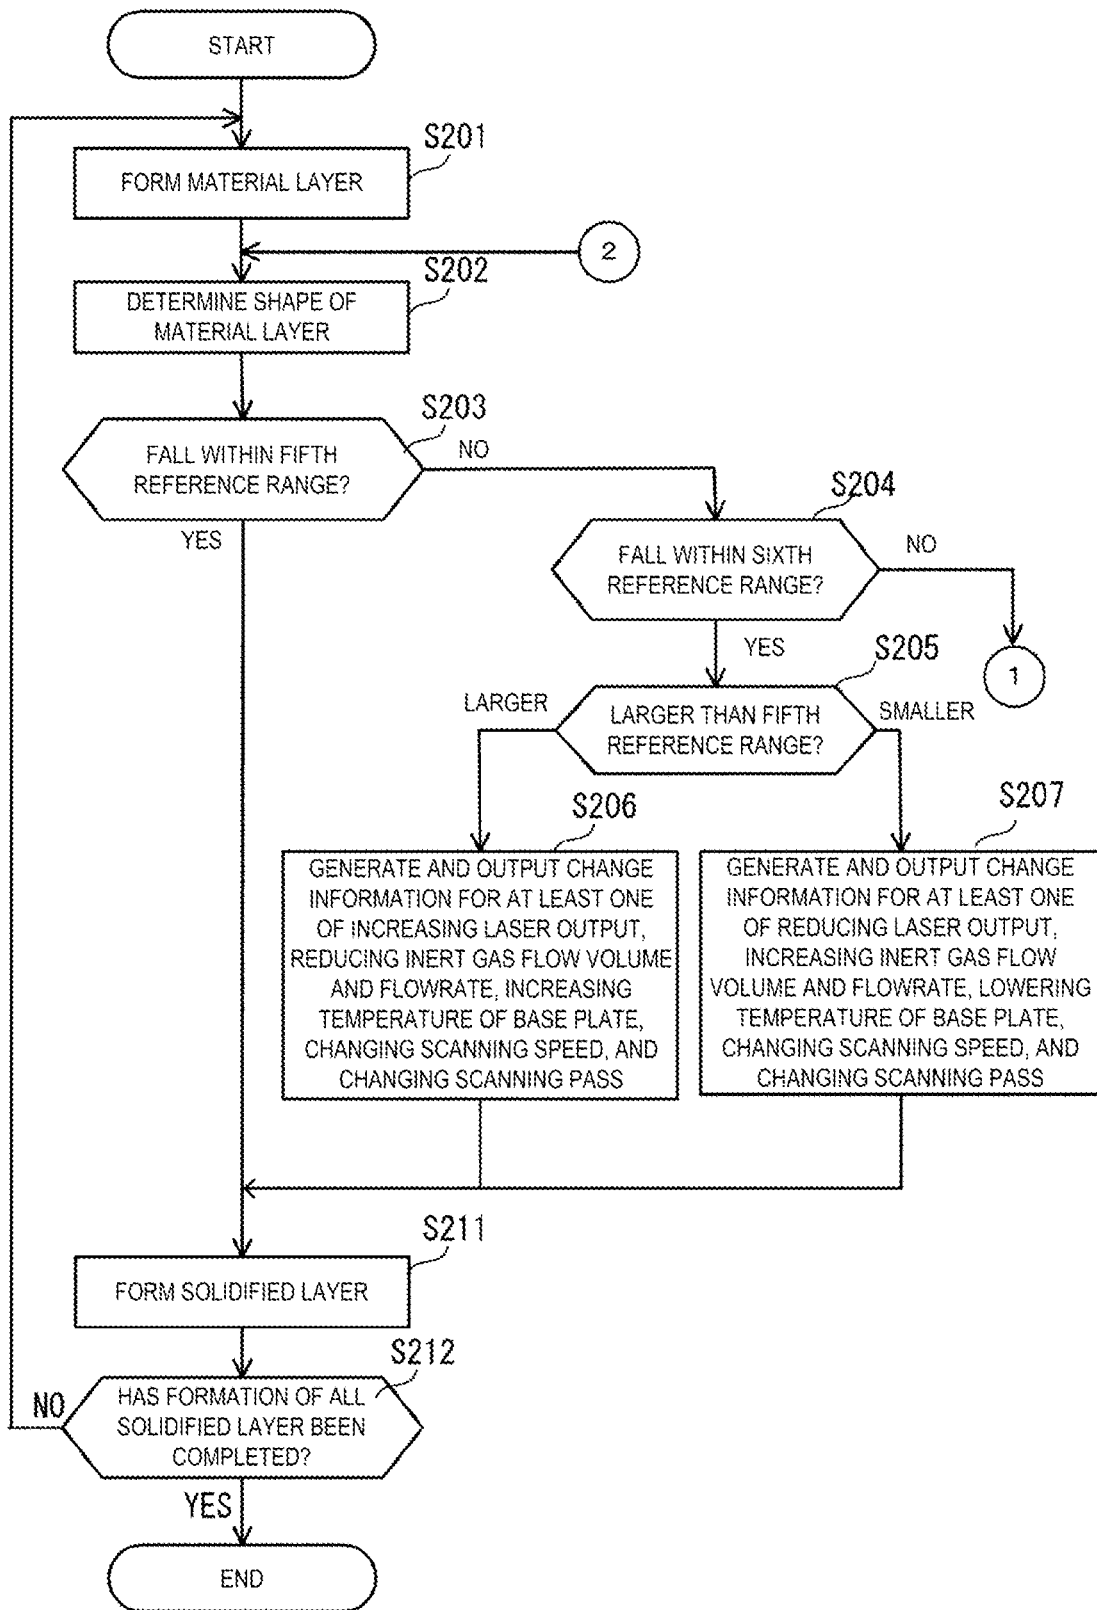 START
S201
FORM MATERIAL LAYER
2
S202
DETERMINE SHAPE OF
MATERIAL LAYER
S203
FALL WITHIN FIFTH
REFERENCE RANGE?
NO
YES
S204
FALL WITHIN SIXTH
REFERENCE RANGE?
NO
YES
1
S205
LARGER
LARGER THAN FIFTH
REFERENCE RANGE?
SMALLER
S206
GENERATE AND OUTPUT CHANGE
INFORMATION FOR AT LEAST ONE
OF INCREASING LASER OUTPUT,
REDUCING INERT GAS FLOW VOLUME
AND FLOWRATE, INCREASING
TEMPERATURE OF BASE PLATE,
CHANGING SCANNING SPEED, AND
CHANGING SCANNING PASS
S207
GENERATE AND OUTPUT CHANGE
INFORMATION FOR AT LEAST ONE
OF REDUCING LASER OUTPUT,
INCREASING INERT GAS FLOW
VOLUME AND FLOWRATE, LOWERING
TEMPERATURE OF BASE PLATE,
CHANGING SCANNING SPEED, AND
CHANGING SCANNING PASS
S211
FORM SOLIDIFIED LAYER
S212
HAS FORMATION OF ALL
SOLIDIFIED LAYER BEEN
COMPLETED?
NO
YES
END